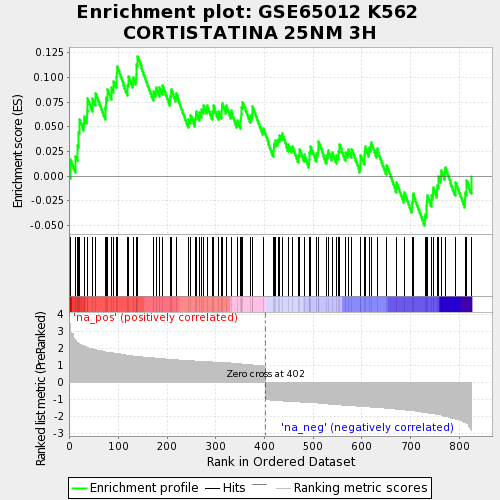 Enrichment plot: GSE65012 K562
CORTISTATINA 25NM 3H
Enrichment score (ES)
0.125
0.100
0.075
0.050
0.025
0.000
-0.025
-0.050
'na_pos' (positively correlated)
Ranked list metric (PreRanked)
4
3
2
1
0
-1
-2
-3
Zero cross at 402
'na_neg' (negatively correlated)
0
100
200
300
400
500
600
700
800
Rank in Ordered Dataset
Enrichment profile
Hits
Ranking metric scores